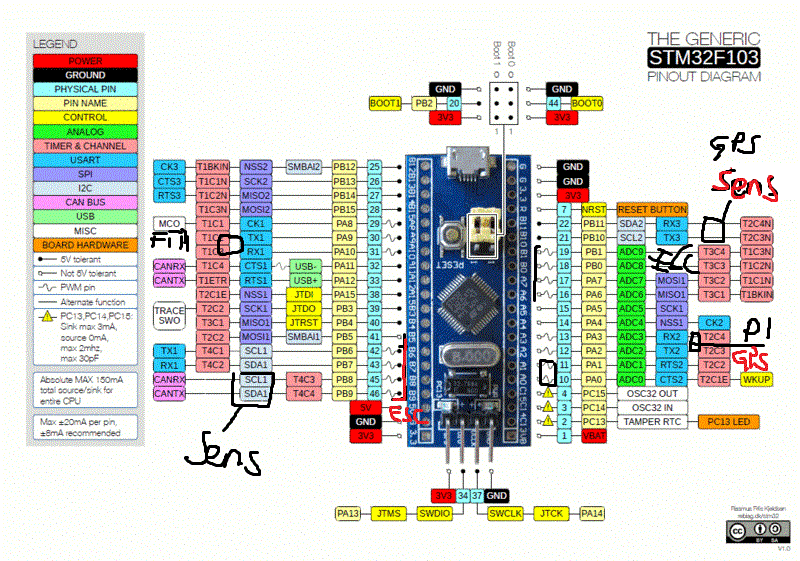 LEGEND
POWER
GROUND
PHYSICAL PIN
PIN NAME
CONTROL
ANALOG
TIMER & CHANNEL
USART
SPI
I2C
CAN BUS
USB
MISC
BOARD HARDWARE
5V tolerant
Not 5V tolerant
PWM pin
Alternate function
PC13,PC14,PC15:
Sink max 3mA,
source 0mA,
max 2mhz,
max 30pF
Absolute MAX 150mA
total source/sink for
entire CPU
Max ±20mA per pin,
±8mA recommended
THE GENERIC
STM32F103
PINOUT DIAGRAM
Boot 1
Boot 0
GND
GND
BOOT1 PB2 20
44 BOOT0
3V3
3V3
1 1
CK3 T1BKIN NSS2 SMBAI2 PB12 25
CTS3 T1C1N SCK2 PB13 26
RTS3 T1C2N MISO2 PB14 27
T1C3N MOSI2 PB15 28
MCO T1C1 CK1 PA8 29
T1C TX1 PA9 30
RX1 PA10 31
CANRX T1C4 CTS1 USB- PA11 32
CANTX T1ETR RTS1 USB+ PA12 33
T2C1E NSS1 JTDI PA15 38
TRACE
SWO
T2C2 SCK1 JTDO PB3 39
T3C1 MISO1 JTRST PB4 40
T3C2 MOSI1 SMBAI1 PB5 41
TX1 T4C1 SCL1 PB6 42
RX1 T4C2 SDA1 PB7 43
CANRX SCL1 T4C3 PB8 45
CANTX SDA1 T4C4 PB9 46
5V
GND
3V3
ESC
Sens
GND
GND
3V3
7 NRST RESET BUTTON
22 PB11 SDA2 RX3 T2C4N
21 PB10 SCL2 TX3 T2C3N
19 PB1 ADC9 T3C4 T1C3N
18 PB0 ADC8 T3C3 T1C2N
17 PA7 ADC7 MOSI1 T3C2 T1C1N
16 PA6 ADC6 MISO1 T3C1 T1BKIN
15 PA5 ADC5 SCK1
14 PA4 ADC4 NSS1 CK2
13 PA3 ADC3 RX2 T2C4
12 PA2 ADC2 TX2 T2C3
11 PA1 ADC1 RTS2 T2C2
10 PA0 ADC0 CTS2 T2C1E WKUP
4 PC15 OSC32 OUT
3 PC14 OSC32 IN
2 PC13 TAMPER RTC PC13 LED
1 VBAT
GPS
Sens
PI
GPS
RESET
8.000
PC13
3V3 34 37 GND
PA13 JTMS SWDIO SWCLK JTCK PA14
Rasmus Friis Kjeldsen
reblag.dk/stm32
CC BY SA
V1.0